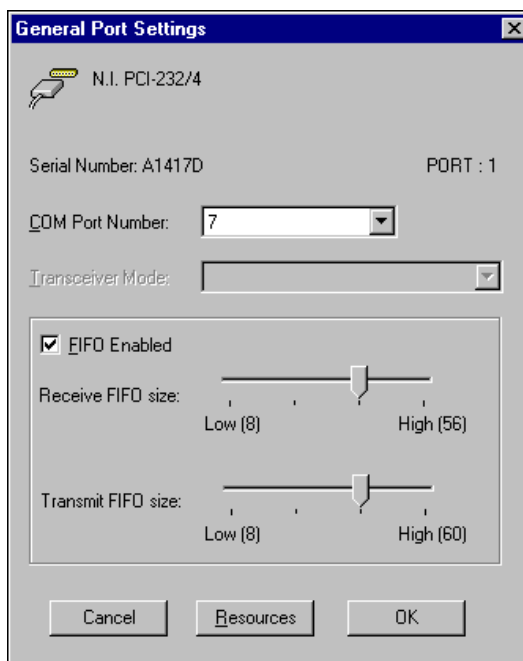 General Port Settings
N.I. PCI-232/4
Serial Number: A1417D PORT : 1
COM Port Number: 7
Transceiver Mode:
FIFO Enabled
Receive FIFO size:
Low (8) High (56)
Transmit FIFO size:
Low (8) High (60)
Cancel Resources OK